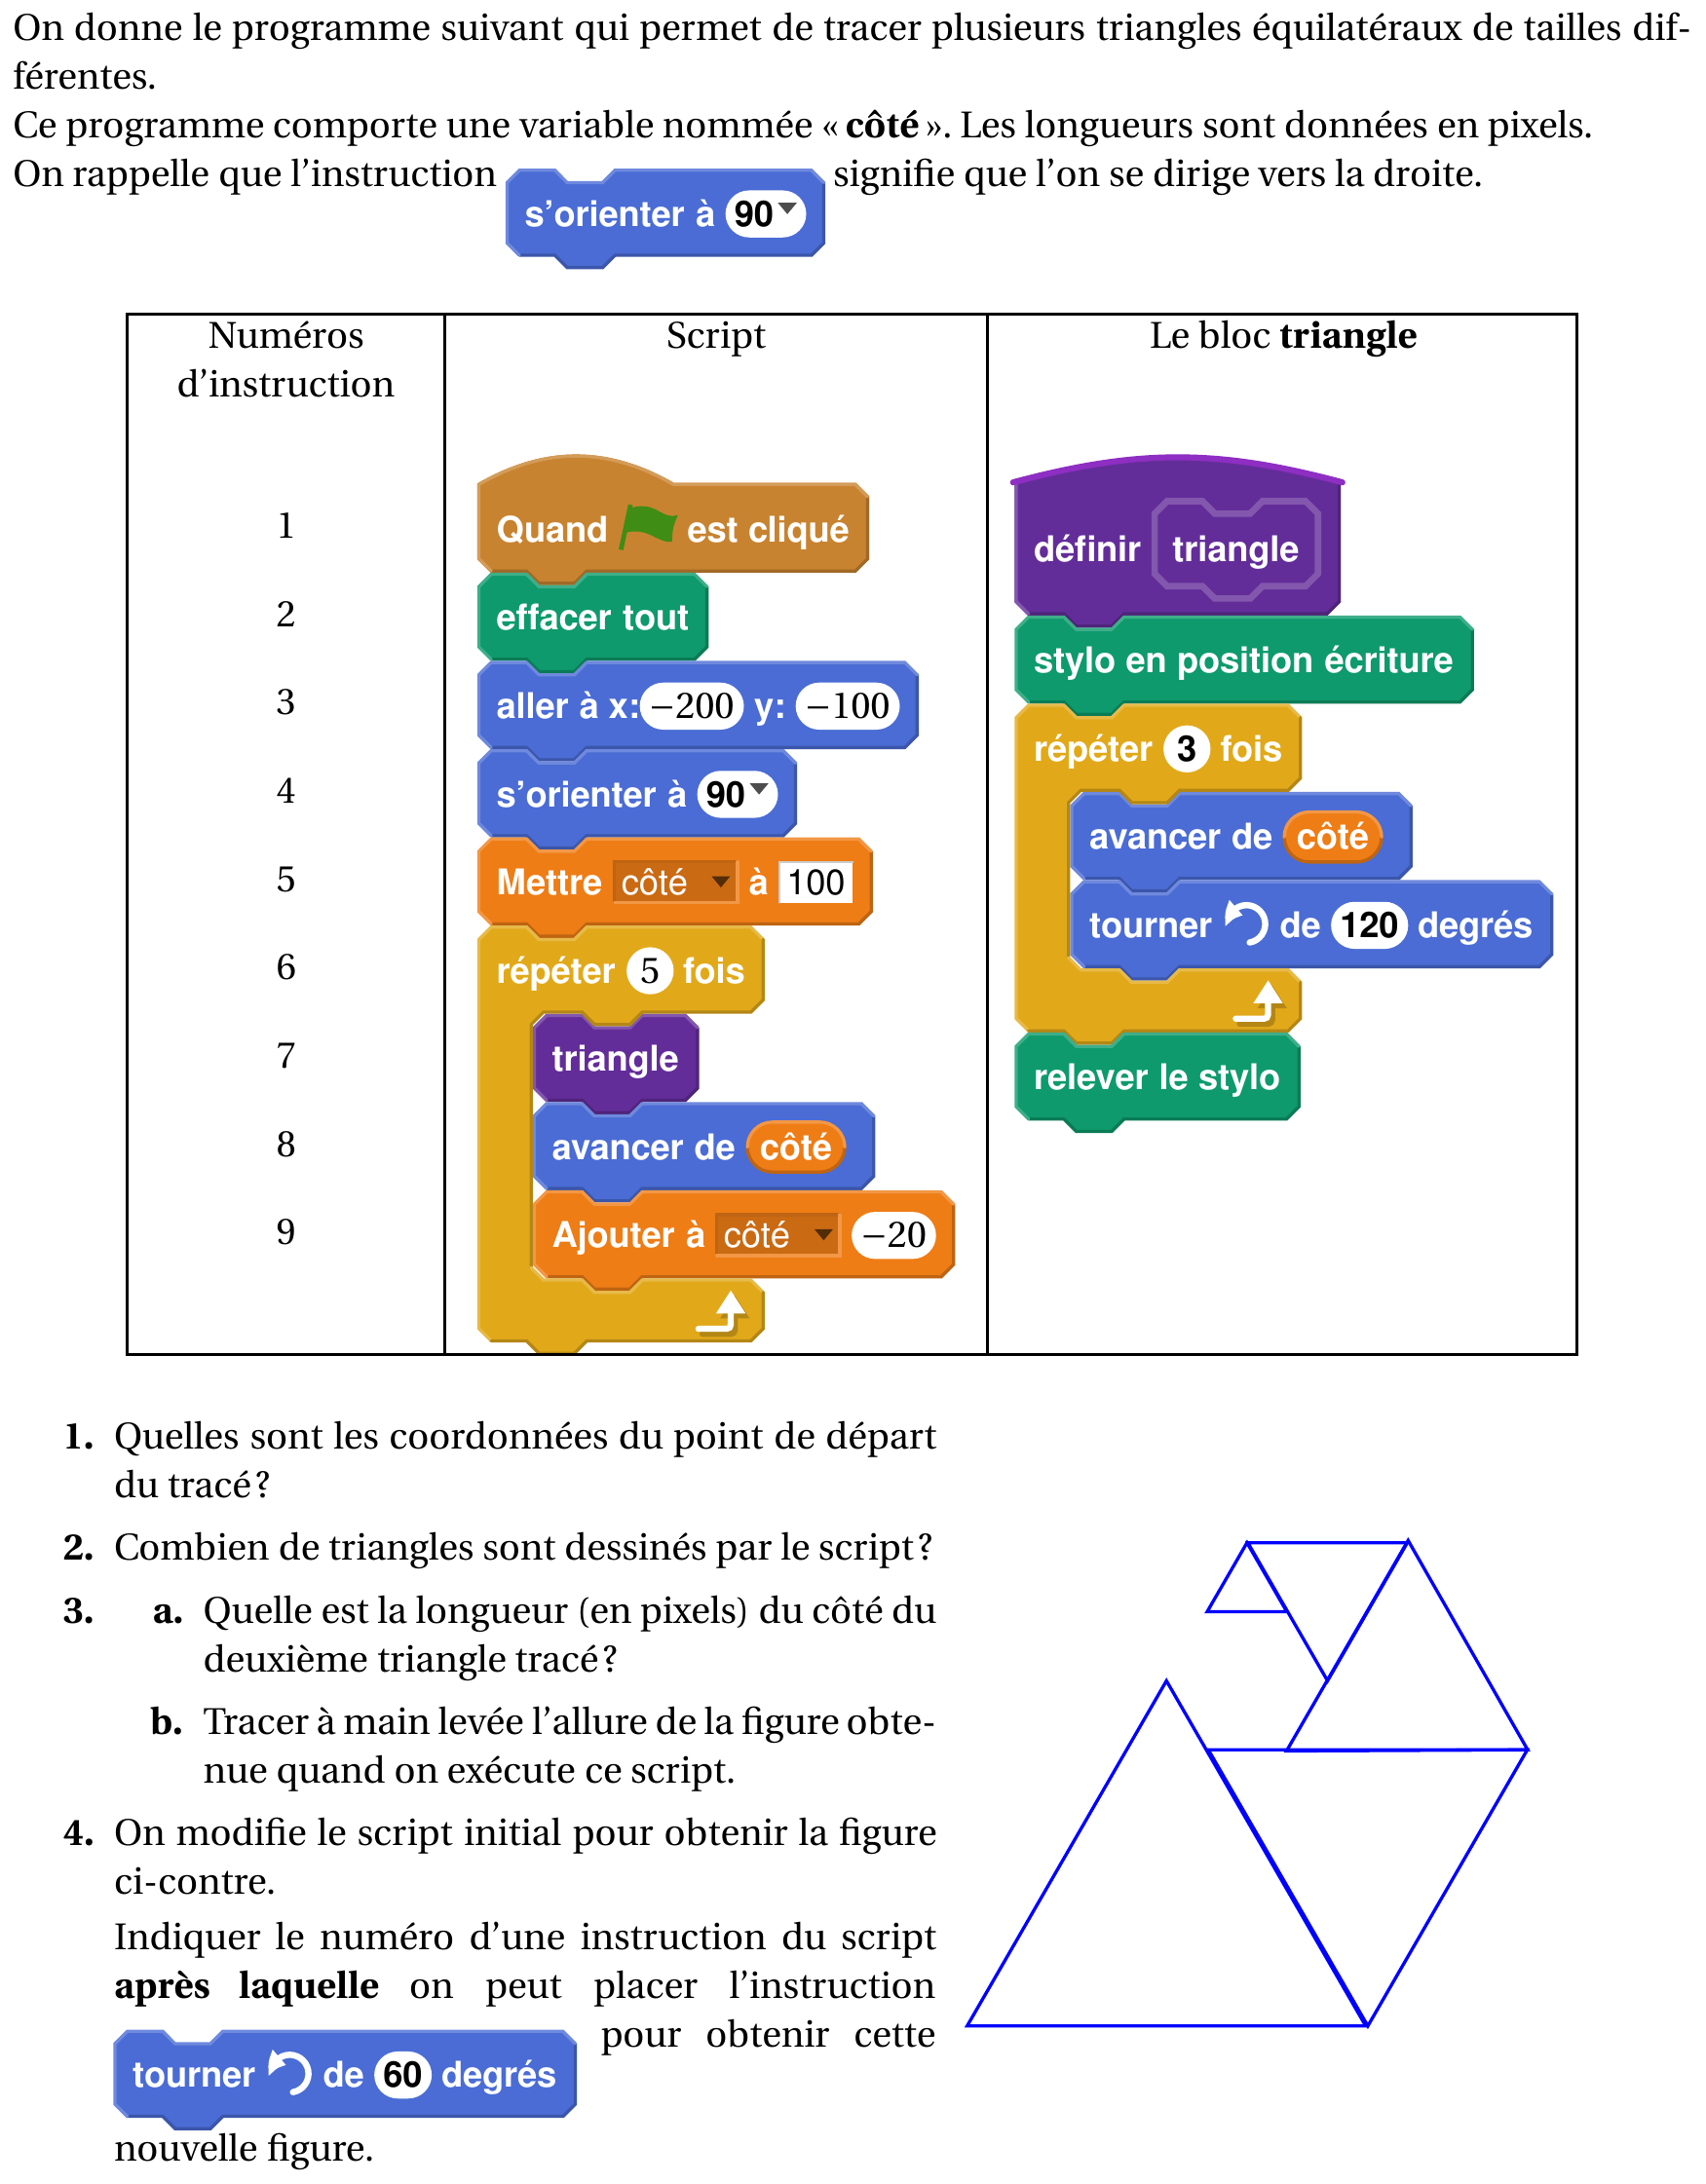 On donne le programme suivant qui permet de tracer plusieurs triangles équilatéraux de tailles dif-
férentes.
Ce programme comporte une variable nommée « côté ». Les longueurs sont données en pixels.
On rappelle que l'instruction s'orienter à 90 signifie que l'on se dirige vers la droite.
Numéros
d'instruction
Script
Le bloc triangle
1
2
3
4
5
6
7
8
9
Quand est cliqué
effacer tout
aller à x: −200 y: −100
s'orienter à 90
Mettre côté à 100
répéter 5 fois
triangle
avancer de côté
Ajouter à côté −20
définir triangle
stylo en position écriture
répéter 3 fois
avancer de côté
tourner de 120 degrés
relever le stylo
1. Quelles sont les coordonnées du point de départ
du tracé ?
2. Combien de triangles sont dessinés par le script ?
3. a. Quelle est la longueur (en pixels) du côté du
deuxième triangle tracé ?
b. Tracer à main levée l'allure de la figure obte-
nue quand on exécute ce script.
4. On modifie le script initial pour obtenir la figure
ci-contre.
Indiquer le numéro d'une instruction du script
après laquelle on peut placer l'instruction
tourner de 60 degrés pour obtenir cette
nouvelle figure.